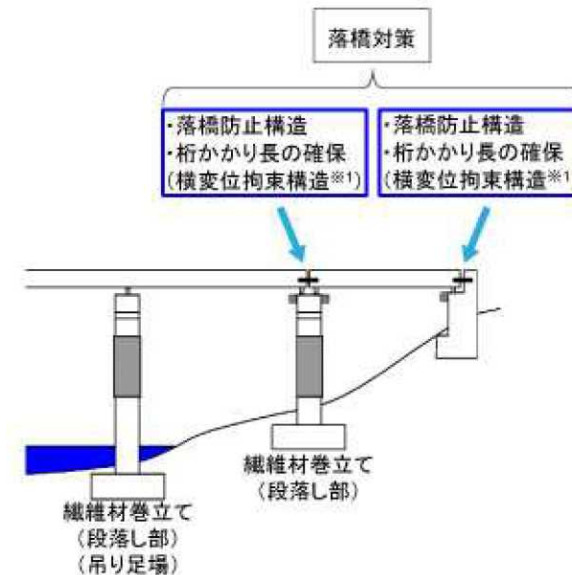 落橋対策
・落橋防止構造
・桁かかり長の確保
(横変位拘束構造※1)
・落橋防止構造
・桁かかり長の確保
(横変位拘束構造※1)
繊維材巻立て
(段落し部)
繊維材巻立て
(段落し部)
(吊り足場)